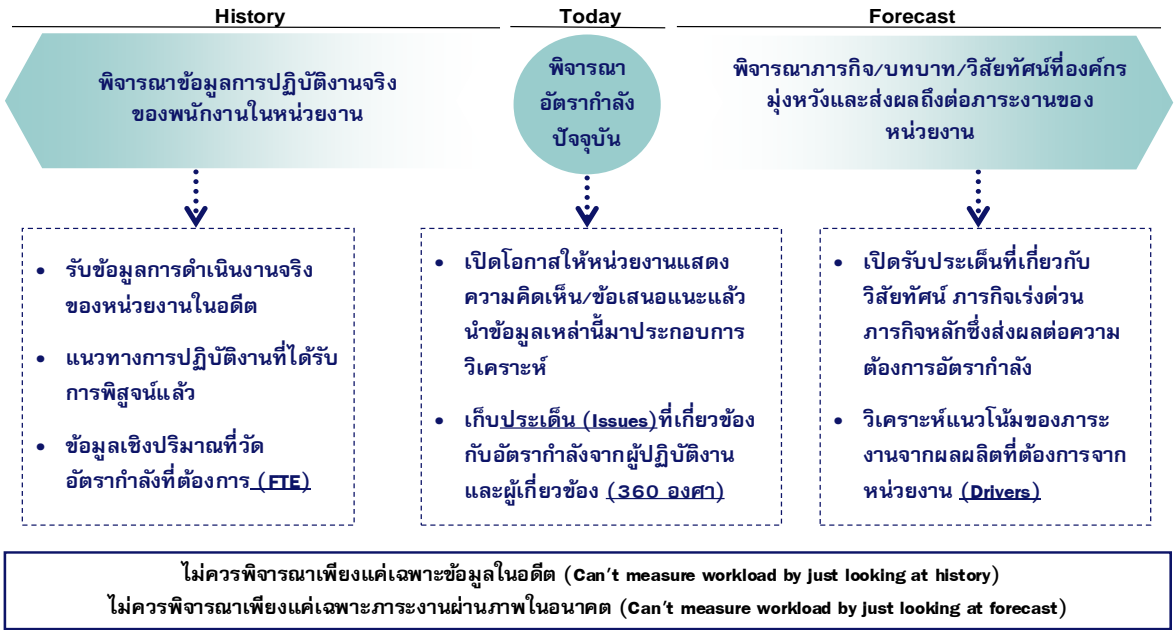 History
Today
Forecast
พิจารณาข้อมูลการปฏิบัติงานจริง
ของพนักงานในหน่วยงาน
พิจารณา
อัตรากำลัง
ปัจจุบัน
พิจารณาภารกิจ/บทบาท/วิสัยทัศน์ที่องค์กร
มุ่งหวังและส่งผลถึงต่อภาระงานของ
หน่วยงาน
• รับข้อมูลการดำเนินงานจริง
ของหน่วยงานในอดีต
• แนวทางการปฏิบัติงานที่ได้รับ
การพิสูจน์แล้ว
• ข้อมูลเชิงปริมาณที่วัด
อัตรากำลังที่ต้องการ (FTE)
• เปิดโอกาสให้หน่วยงานแสดง
ความคิดเห็น/ข้อเสนอแนะแล้ว
นำข้อมูลเหล่านี้มาประกอบการ
วิเคราะห์
• เก็บประเด็น (Issues)ที่เกี่ยวข้อง
กับอัตรากำลังจากผู้ปฏิบัติงาน
และผู้เกี่ยวข้อง (360 องศา)
• เปิดรับประเด็นที่เกี่ยวกับ
วิสัยทัศน์ ภารกิจเร่งด่วน
ภารกิจหลักซึ่งส่งผลต่อความ
ต้องการอัตรากำลัง
• วิเคราะห์แนวโน้มของภาระ
งานจากผลผลิตที่ต้องการจาก
หน่วยงาน (Drivers)
ไม่ควรพิจารณาเพียงแค่เฉพาะข้อมูลในอดีต (Can't measure workload by just looking at history)
ไม่ควรพิจารณาเพียงแค่เฉพาะภาระงานผ่านภาพในอนาคต (Can't measure workload by just looking at forecast)